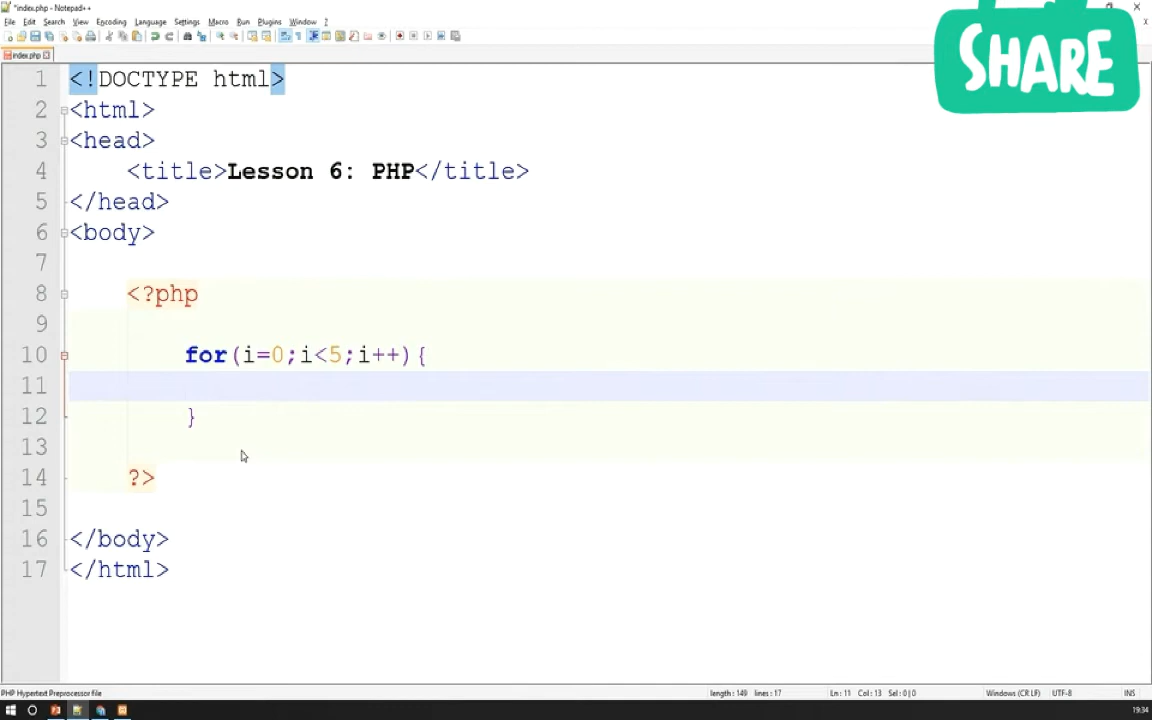 *index.php - Notepad++
File Edit Search View Encoding Language Settings Macro Run Plugins Window ?
index.php
SHARE
1 <!DOCTYPE html>
2 <html>
3 <head>
4 <title>Lesson 6: PHP</title>
5 </head>
6 <body>
7
8 <?php
9
10 for(i=0;i<5;i++){
11
12 }
13
14 ?>
15
16 </body>
17 </html>
PHP Hypertext Preprocessor file length : 149 lines : 17 Ln : 11 Col : 13 Sel : 0 | 0 Windows (CR LF) UTF-8 INS
19:34